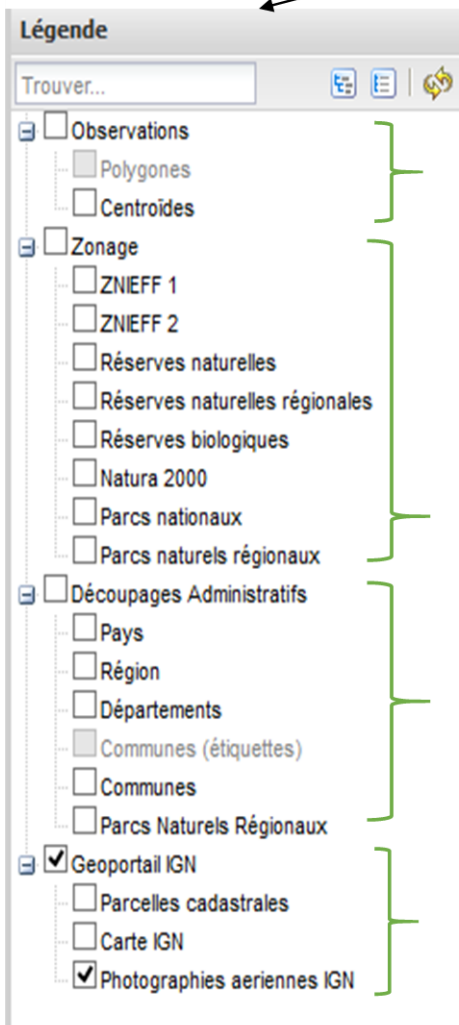 Légende
Trouver...
Observations
Polygones
Centroïdes
Zonage
ZNIEFF 1
ZNIEFF 2
Réserves naturelles
Réserves naturelles régionales
Réserves biologiques
Natura 2000
Parcs nationaux
Parcs naturels régionaux
Découpages Administratifs
Pays
Région
Départements
Communes (étiquettes)
Communes
Parcs Naturels Régionaux
Geoportail IGN
Parcelles cadastrales
Carte IGN
Photographies aeriennes IGN